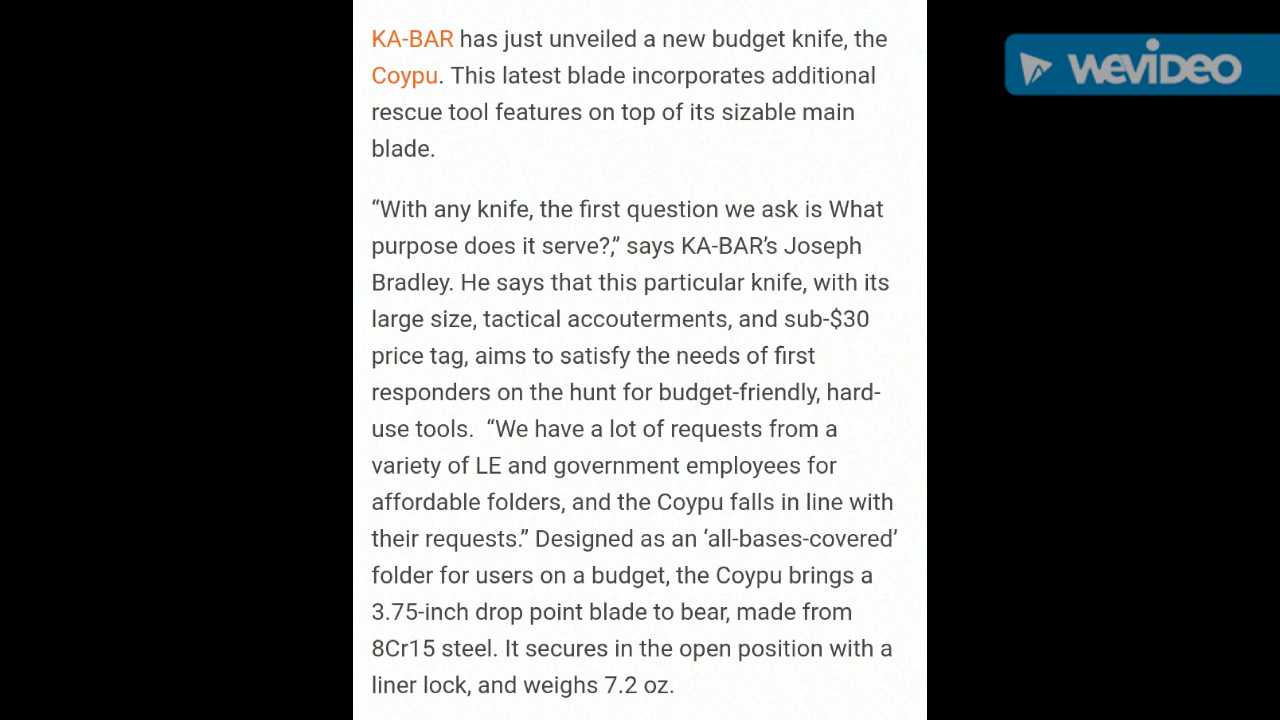 KA-BAR has just unveiled a new budget knife, the
Coypu. This latest blade incorporates additional
rescue tool features on top of its sizable main
blade.
“With any knife, the first question we ask is What
purpose does it serve?,” says KA-BAR’s Joseph
Bradley. He says that this particular knife, with its
large size, tactical accouterments, and sub-$30
price tag, aims to satisfy the needs of first
responders on the hunt for budget-friendly, hard-
use tools.  “We have a lot of requests from a
variety of LE and government employees for
affordable folders, and the Coypu falls in line with
their requests.” Designed as an ‘all-bases-covered’
folder for users on a budget, the Coypu brings a
3.75-inch drop point blade to bear, made from
8Cr15 steel. It secures in the open position with a
liner lock, and weighs 7.2 oz.
WeVideo